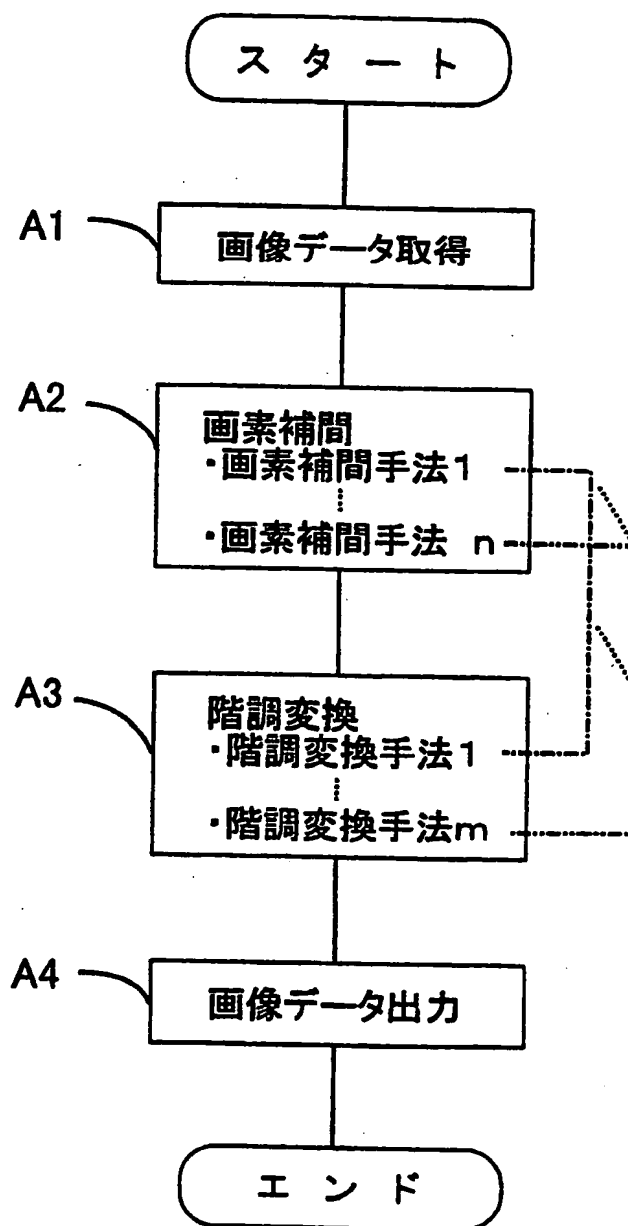 スタート
A1
画像データ取得
A2
画素補間
・画素補間手法1
・画素補間手法 n
A3
階調変換
・階調変換手法1
・階調変換手法m
A4
画像データ出力
エンド